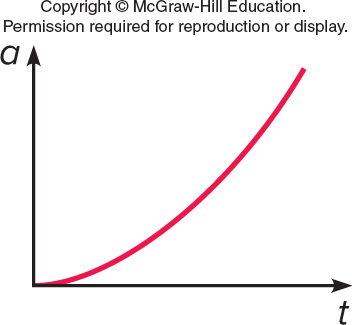 Copyright © McGraw-Hill Education.
Permission required for reproduction or display.
a
t